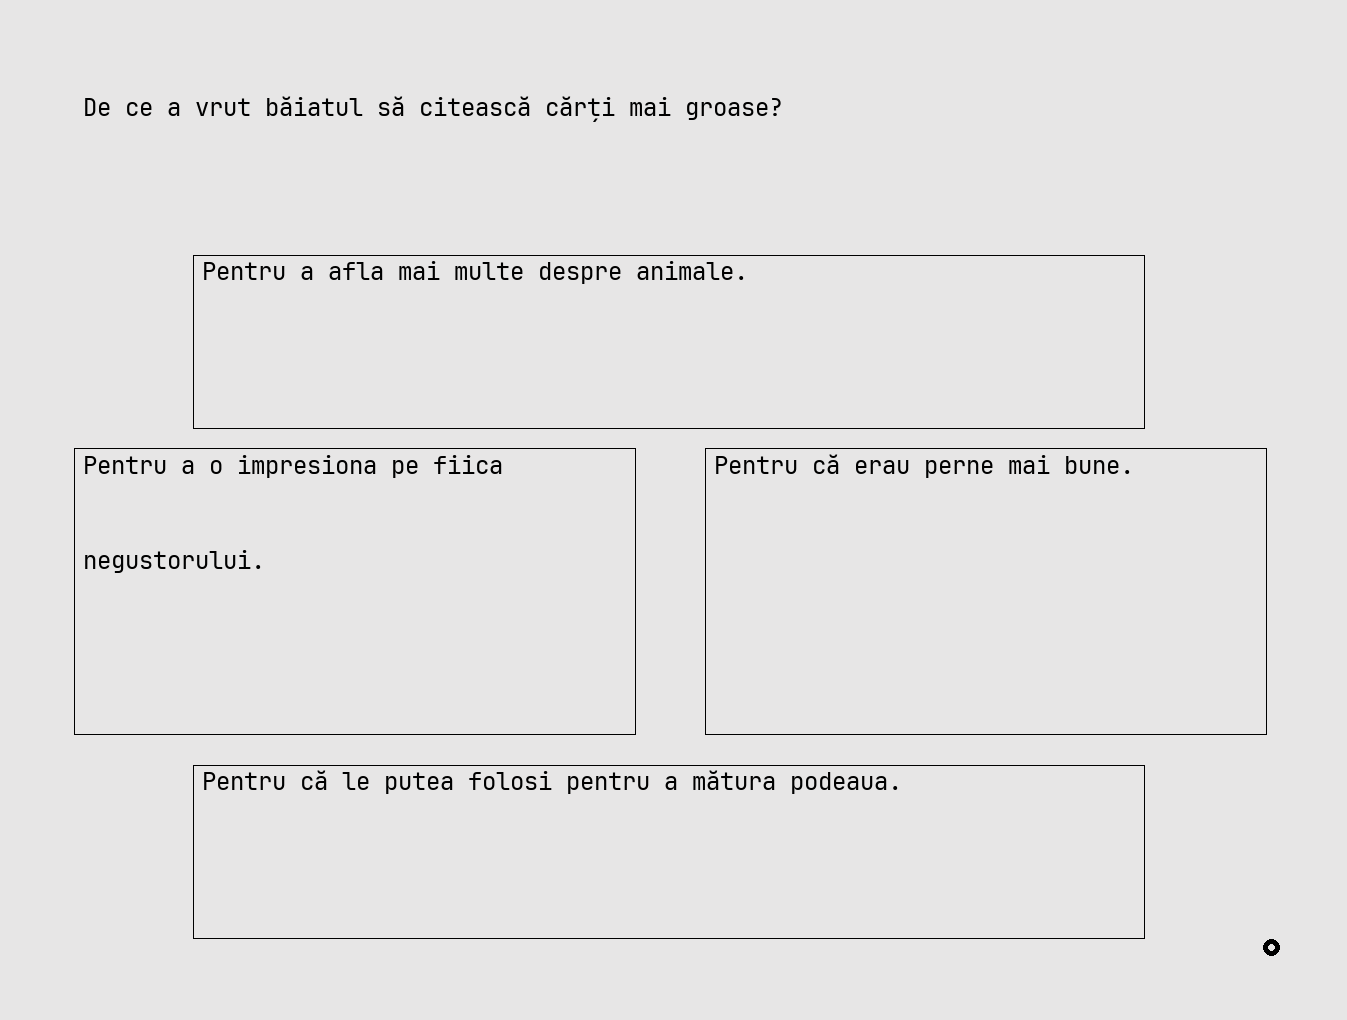 De ce a vrut băiatul să citească cărți mai groase?
Pentru a afla mai multe despre animale.
Pentru a o impresiona pe fiica
negustorului.
Pentru că erau perne mai bune.
Pentru că le putea folosi pentru a mătura podeaua.